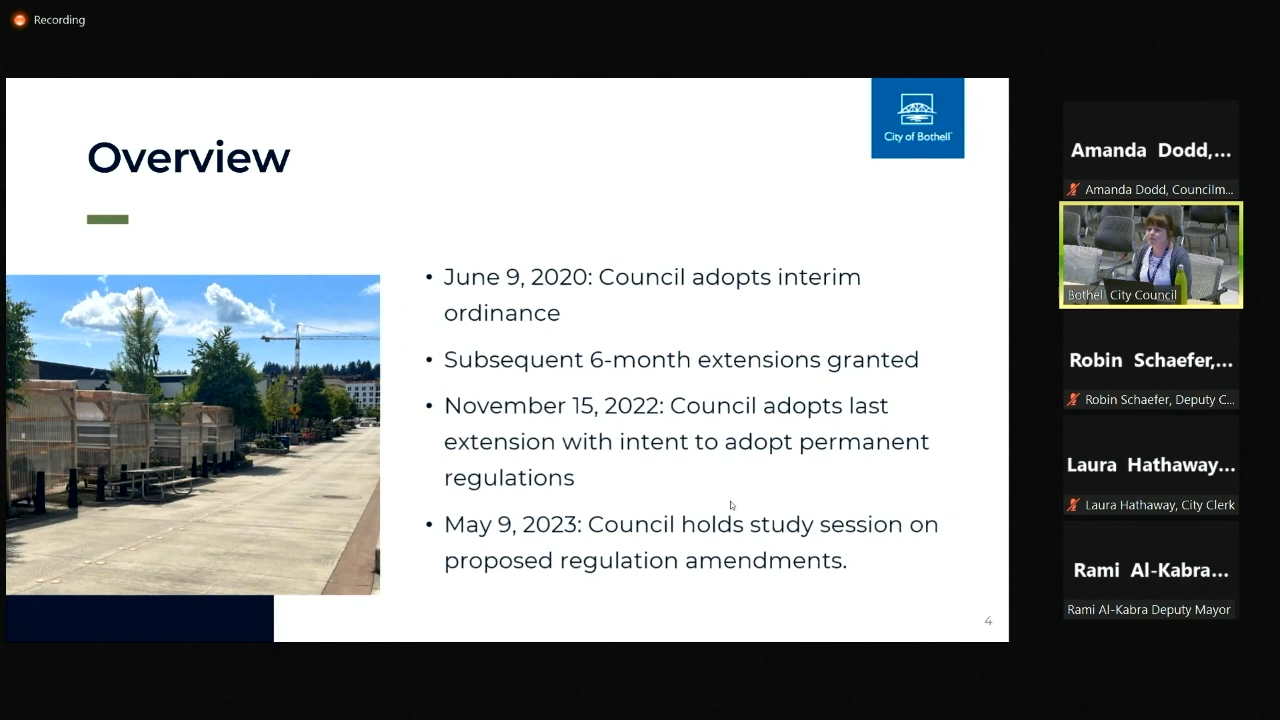 Recording
City of Bothell
Overview
• June 9, 2020: Council adopts interim
ordinance
• Subsequent 6-month extensions granted
• November 15, 2022: Council adopts last
extension with intent to adopt permanent
regulations
• May 9, 2023: Council holds study session on
proposed regulation amendments.
4
Amanda Dodd,...
Amanda Dodd, Councilm...
Bothell City Council
Robin Schaefer,...
Robin Schaefer, Deputy C...
Laura Hathaway...
Laura Hathaway, City Clerk
Rami Al-Kabra...
Rami Al-Kabra Deputy Mayor